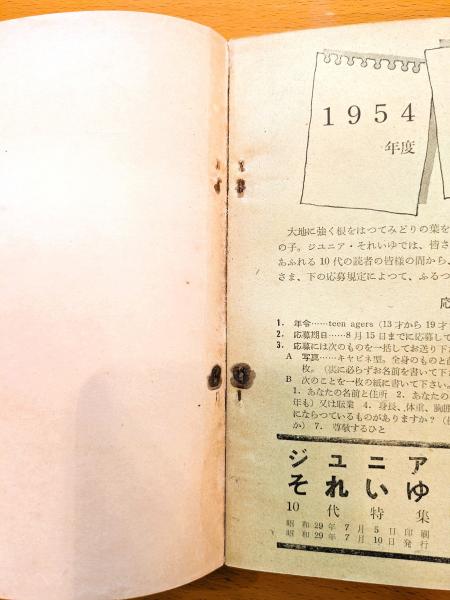 1954
年度
大地に強く根をはつてみどりの葉を
の子。ジュニア・それいゆでは、皆さ
あふれる10代の読者の皆様の間から、
さま、下の応募規定によつて、ふるつ
応
1. 年令……teen agers (13才から19才
2. 応募期日……8月15日までに応募して
3. 応募には次のものを一括してお送り下
A 写真……キャビネ型。全身のものと
枚。(裏に必らずお名前を書いて下さ
B 次のことを一枚の紙に書いて下さい。
1. あなたの名前と住所 2. あなたの
年も) 又は職業 4. 身長、体重、胸囲
にならつているものがありますか?
か) 7. 尊敬するひと
ジユニア
それいゆ
10代特集
昭和29年7月5日印刷
昭和29年7月10日発行